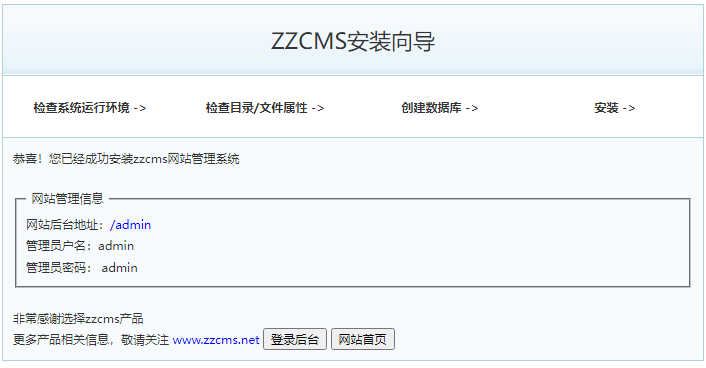 ZZCMS安装向导
检查系统运行环境 -> 检查目录/文件属性 -> 创建数据库 -> 安装 ->
恭喜！您已经成功安装zzcms网站管理系统
网站管理信息
网站后台地址：/admin
管理员户名：admin
管理员密码： admin
非常感谢选择zzcms产品
更多产品相关信息，敬请关注 www.zzcms.net 登录后台 网站首页